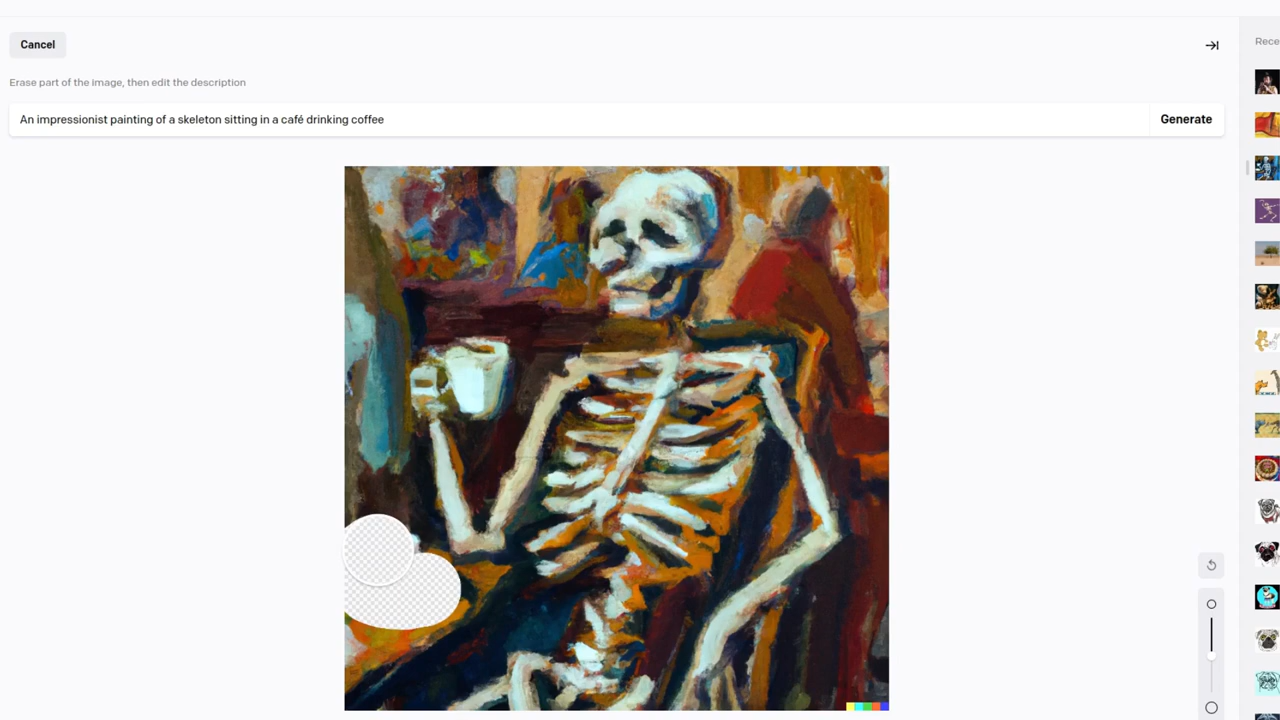 Cancel
Rece
Erase part of the image, then edit the description
An impressionist painting of a skeleton sitting in a café drinking coffee
Generate